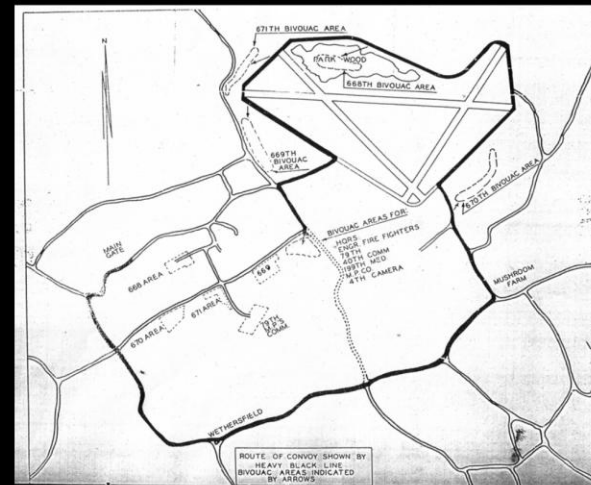 671TH BIVOUAC AREA
N
PARK WOOD
668TH BIVOUAC AREA
669TH
BIVOUAC
AREA
670TH BIVOUAC AREA
BIVOUAC AREAS FOR:
HQRS
ENGR. FIRE FIGHTERS
79TH
40TH COMM
199TH MED
M.P. CO.
4TH CAMERA
MAIN
GATE
668 AREA
669
MUSHROOM
FARM
671 AREA
670 AREA
79TH
M.P.S
COMM.
WETHERSFIELD
ROUTE OF CONVOY SHOWN BY
HEAVY BLACK LINE
BIVOUAC AREAS INDICATED
BY ARROWS